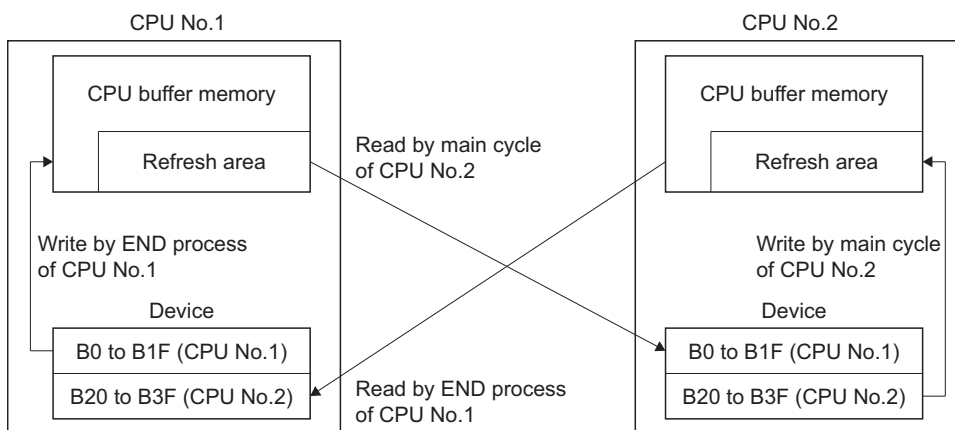 CPU No.1
CPU buffer memory
Refresh area
Write by END process
of CPU No.1
Device
B0 to B1F (CPU No.1)
B20 to B3F (CPU No.2)
Read by main cycle
of CPU No.2
Read by END process
of CPU No.1
CPU No.2
CPU buffer memory
Refresh area
Write by main cycle
of CPU No.2
Device
B0 to B1F (CPU No.1)
B20 to B3F (CPU No.2)